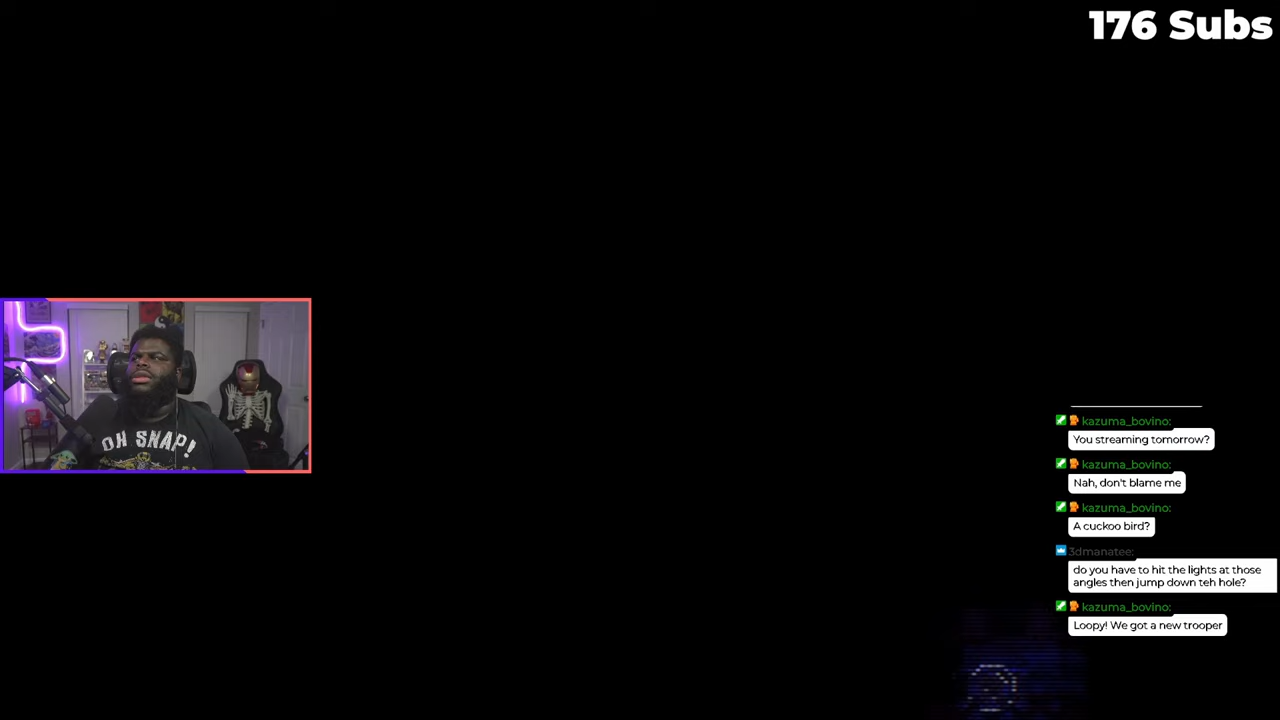 176 Subs
OH SNAP!
kazuma_bovino:
You streaming tomorrow?
kazuma_bovino:
Nah, don't blame me
kazuma_bovino:
A cuckoo bird?
3dmanatee:
do you have to hit the lights at those
angles then jump down teh hole?
kazuma_bovino:
Loopy! We got a new trooper